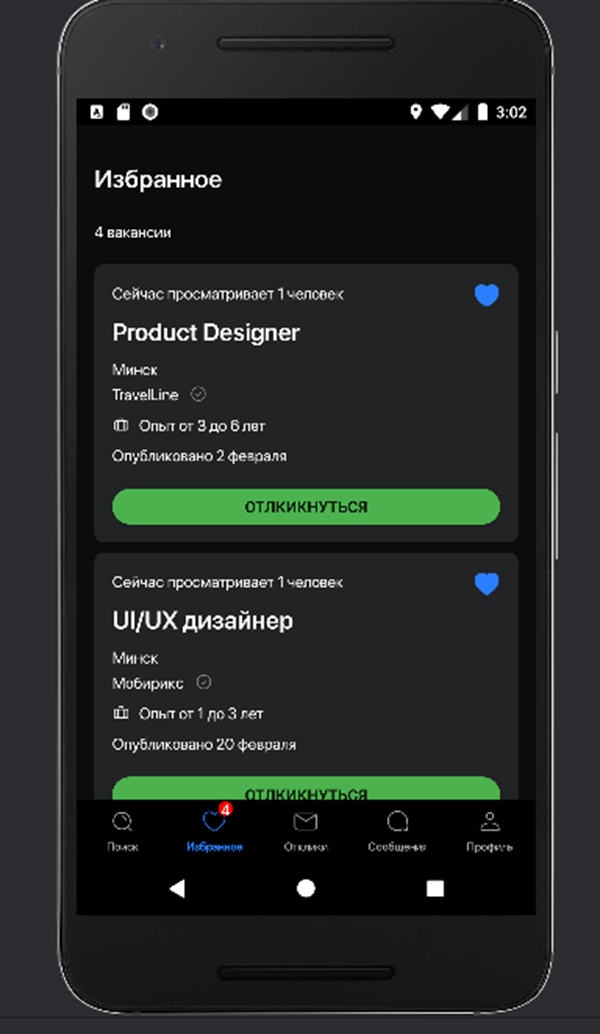 3:02
Избранное
4 вакансии
Сейчас просматривает 1 человек
Product Designer
Минск
TravelLine
Опыт от 3 до 6 лет
Опубликовано 2 февраля
ОТЛКИКНУТЬСЯ
Сейчас просматривает 1 человек
UI/UX дизайнер
Минск
Мобирикс
Опыт от 1 до 3 лет
Опубликовано 20 февраля
ОТЛКИКНУТЬСЯ
4
Поиск Избранное Отклики Сообщения Профиль